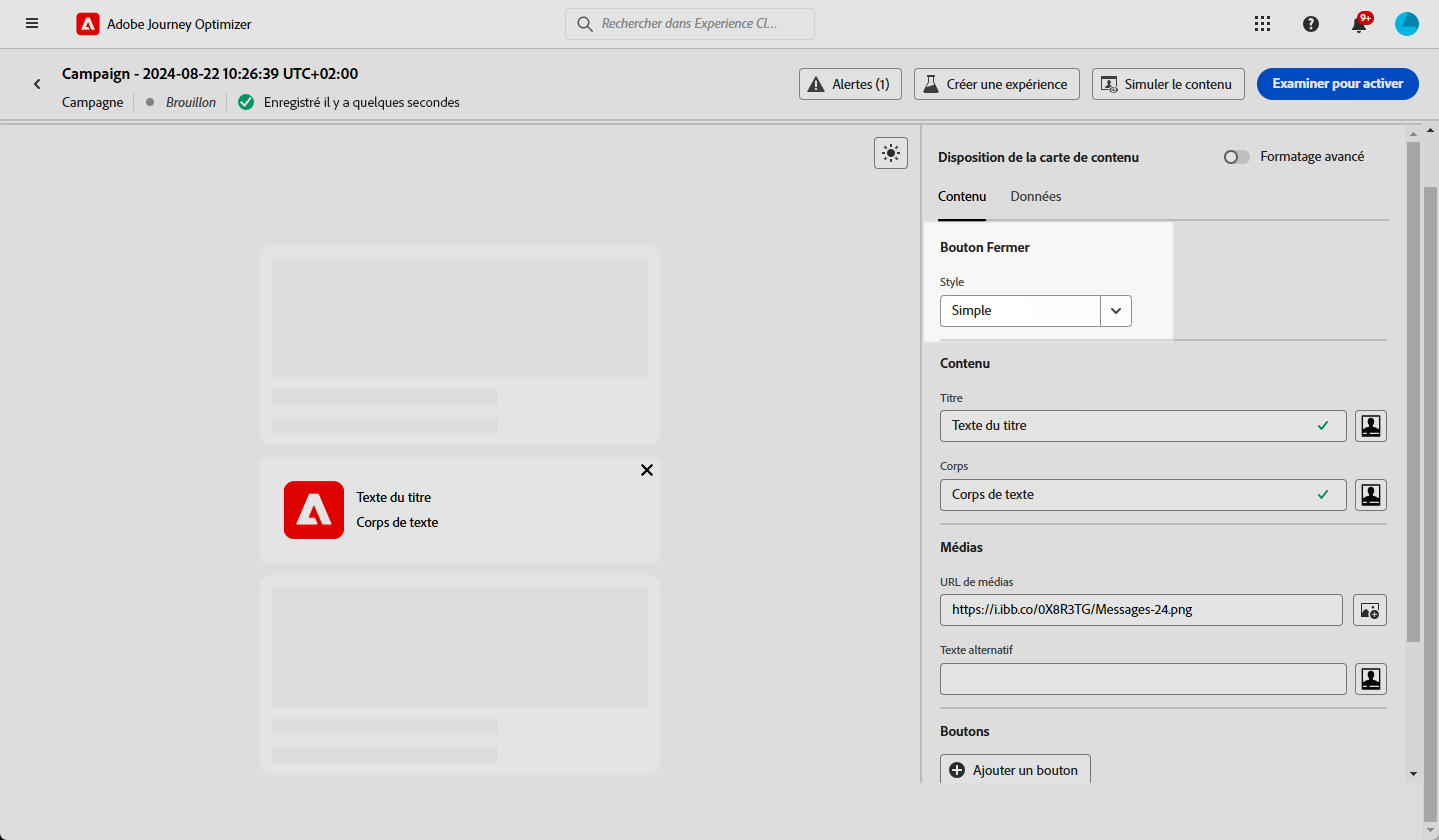 Adobe Journey Optimizer
Rechercher dans Experience Cl...
9+
Campaign - 2024-08-22 10:26:39 UTC+02:00
Campagne
Brouillon
Enregistré il y a quelques secondes
Alertes (1)
Créer une expérience
Simuler le contenu
Examiner pour activer
Disposition de la carte de contenu
Formatage avancé
Contenu
Données
Bouton Fermer
Style
Simple
Contenu
Titre
Texte du titre
Corps
Corps de texte
Texte du titre
Corps de texte
Médias
URL de médias
https://i.ibb.co/0X8R3TG/Messages-24.png
Texte alternatif
Boutons
Ajouter un bouton